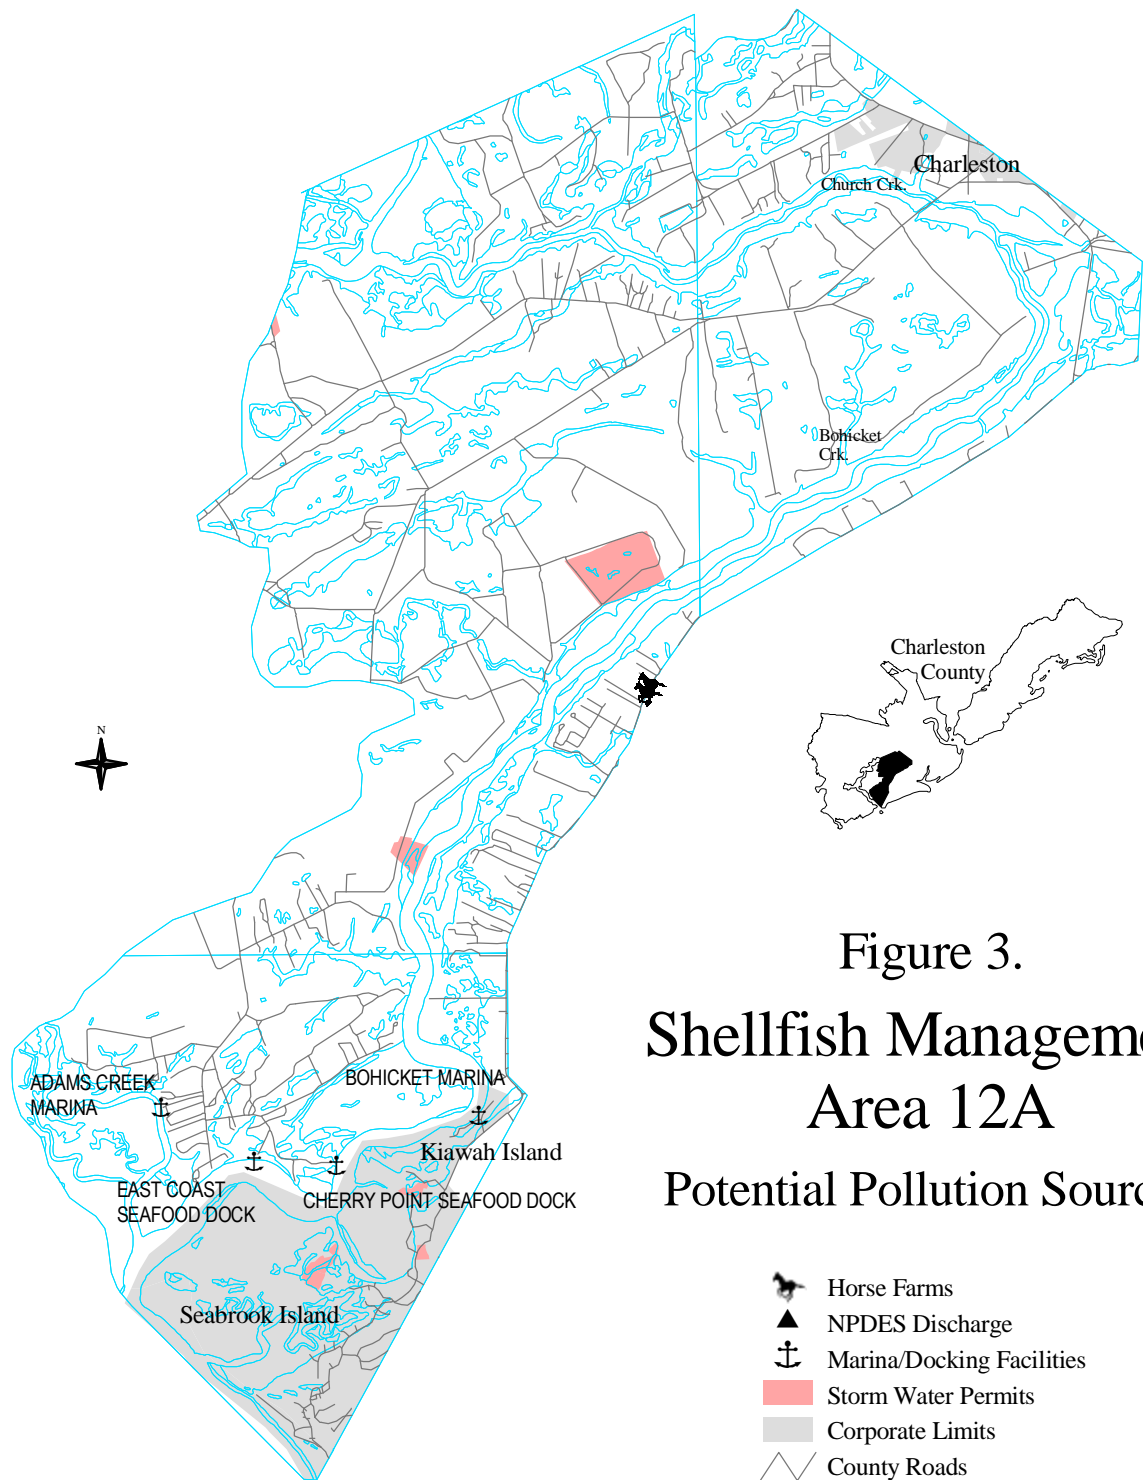 Charleston
Church Crk.
Bohicket
Crk.
Charleston
County
N
Figure 3.
Shellfish Manageme
Area 12A
Potential Pollution Sourc
ADAMS CREEK
MARINA
BOHICKET MARINA
Kiawah Island
EAST COAST
SEAFOOD DOCK
CHERRY POINT SEAFOOD DOCK
Seabrook Island
Horse Farms
NPDES Discharge
Marina/Docking Facilities
Storm Water Permits
Corporate Limits
County Roads